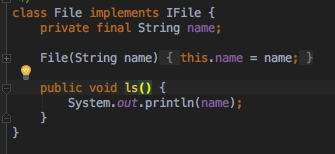 class File implements IFile {
    private final String name;
    File(String name) { this.name = name; }
    public void ls() {
        System.out.println(name);
    }
}